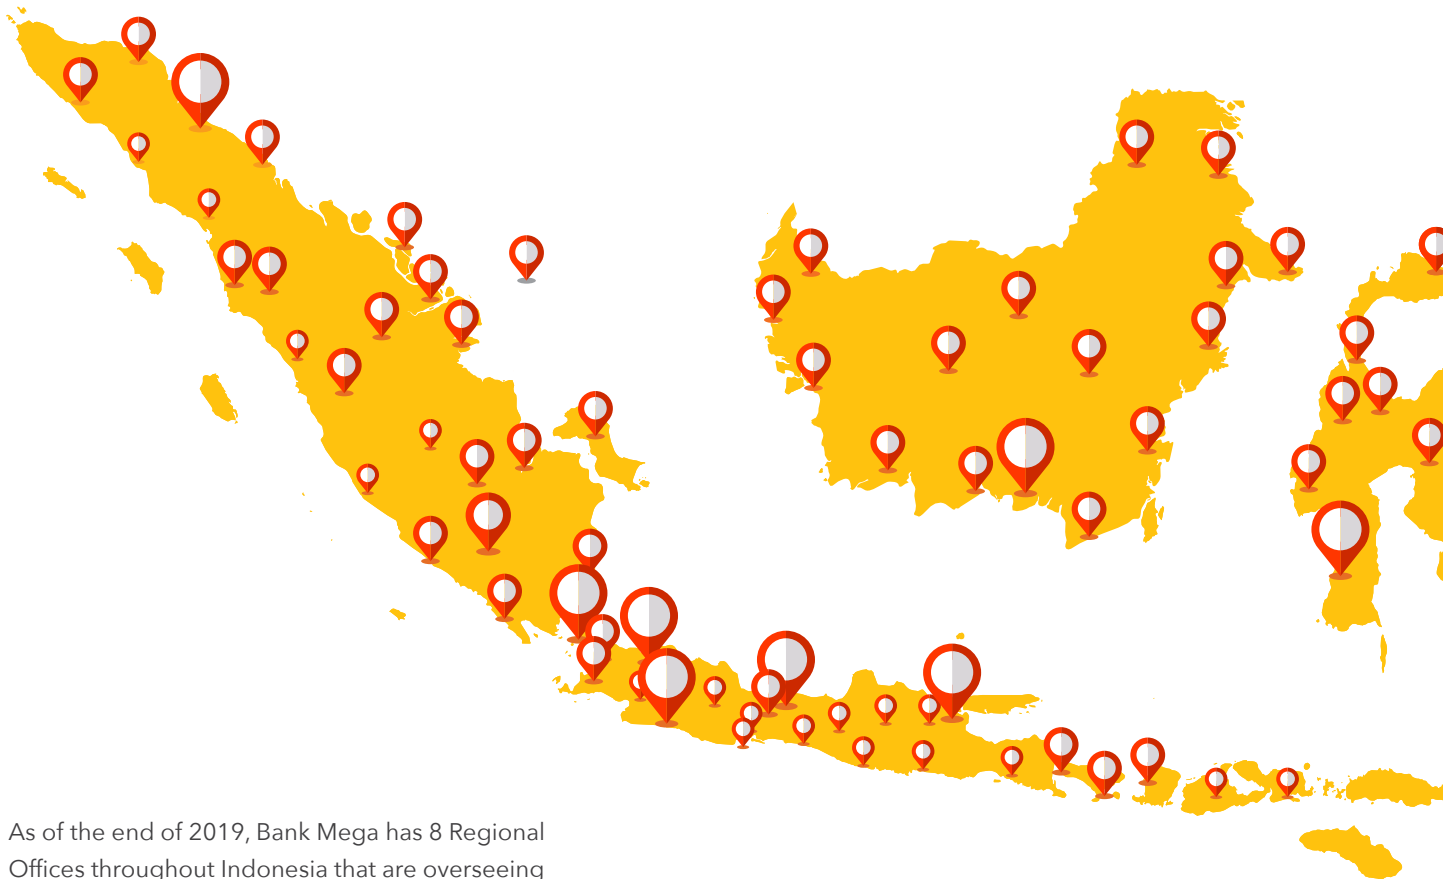 As of the end of 2019, Bank Mega has 8 Regional
Offices throughout Indonesia that are overseeing